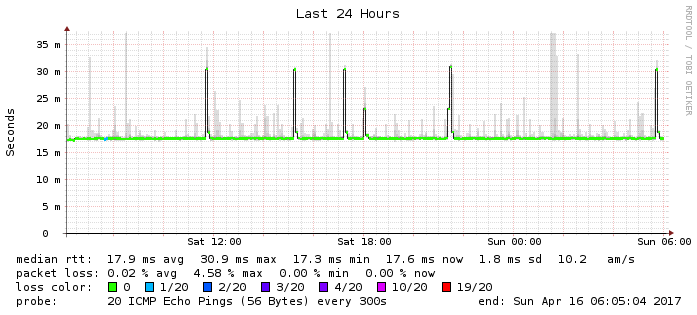 Last 24 Hours
RRDTOOL / TOBI OETIKER
Seconds
35 m
30 m
25 m
20 m
15 m
10 m
5 m
0
Sat 12:00 Sat 18:00 Sun 00:00 Sun 06:00
median rtt: 17.9 ms avg 30.9 ms max 17.3 ms min 17.6 ms now 1.8 ms sd 10.2 am/s
packet loss: 0.02 % avg 4.58 % max 0.00 % min 0.00 % now
loss color: 0 1/20 2/20 3/20 4/20 10/20 19/20
probe: 20 ICMP Echo Pings (56 Bytes) every 300s end: Sun Apr 16 06:05:04 2017